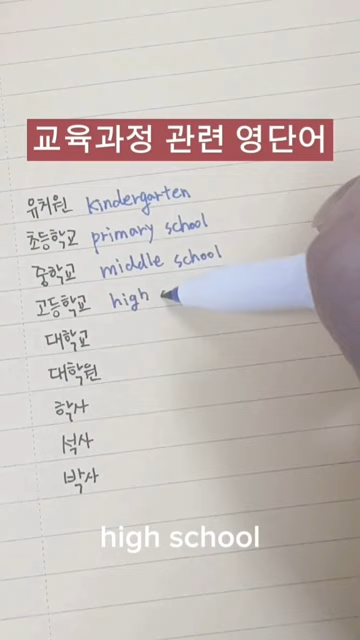 교육과정 관련 영단어
유치원 kindergarten
초등학교 primary school
중학교 middle school
고등학교 high
대학교
대학원
학사
석사
박사
high school